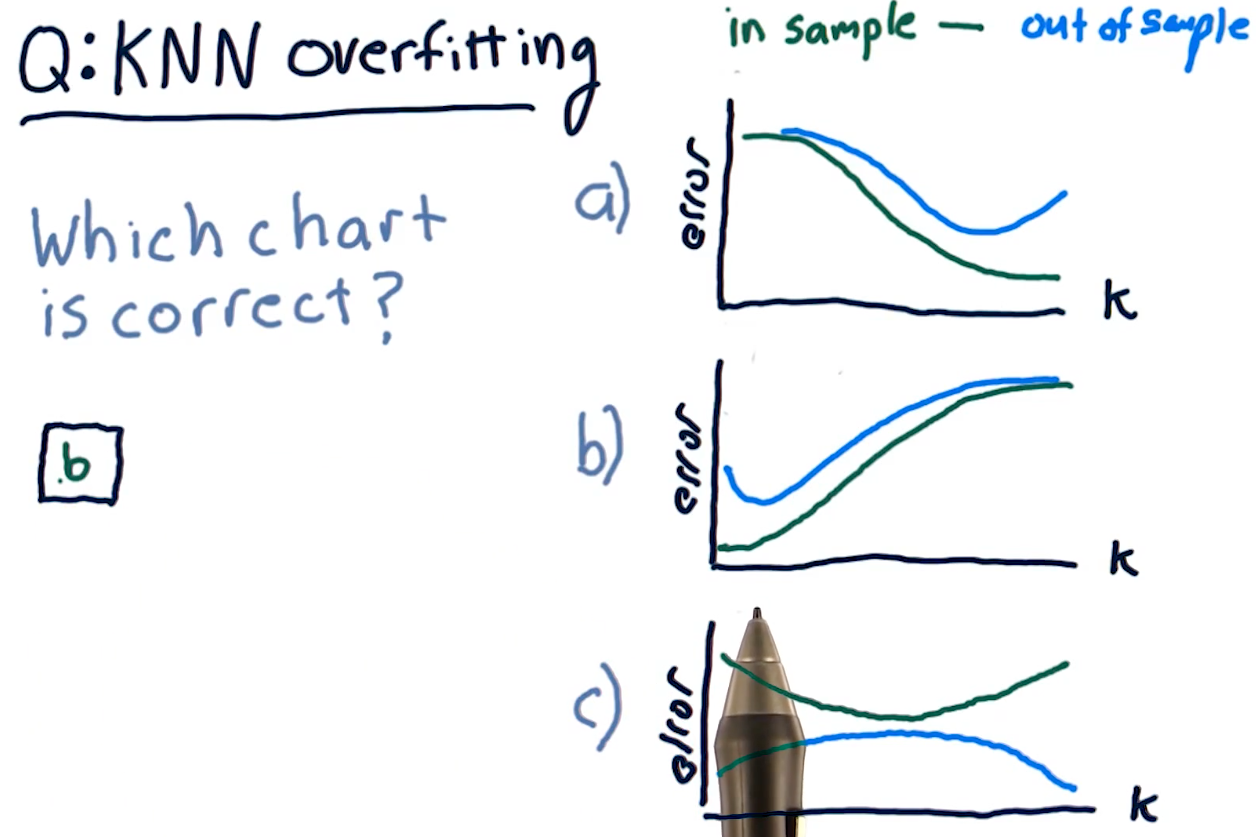 Q: KNN overfitting
in sample — out of sample
Which chart
is correct?
b
a)
error
k
b)
error
k
c)
error
k